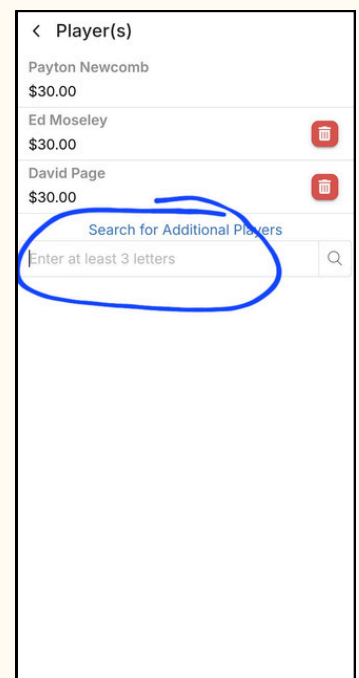 Player(s)
Payton Newcomb
$30.00
Ed Moseley
$30.00
David Page
$30.00
Search for Additional Players
Enter at least 3 letters